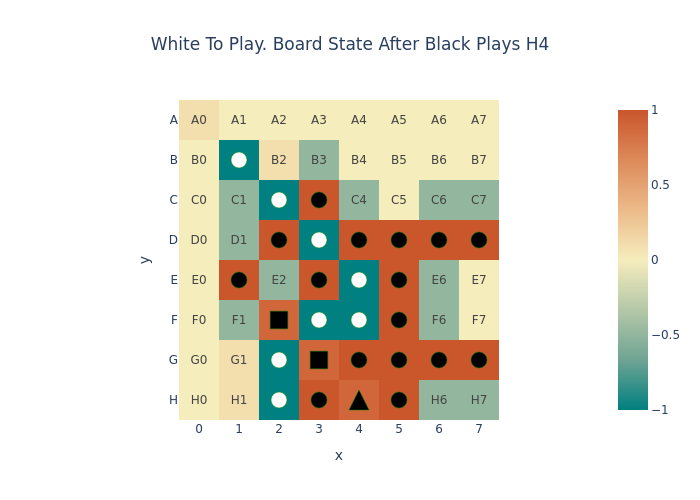 White To Play. Board State After Black Plays H4
A A0 A1 A2 A3 A4 A5 A6 A7
B B0 B2 B3 B4 B5 B6 B7
C C0 C1 C4 C5 C6 C7
D D0 D1
E E0 E2 E6 E7
F F0 F1 F6 F7
G G0 G1
H H0 H1 H6 H7
0 1 2 3 4 5 6 7
x
y
1
0.5
0
−0.5
−1